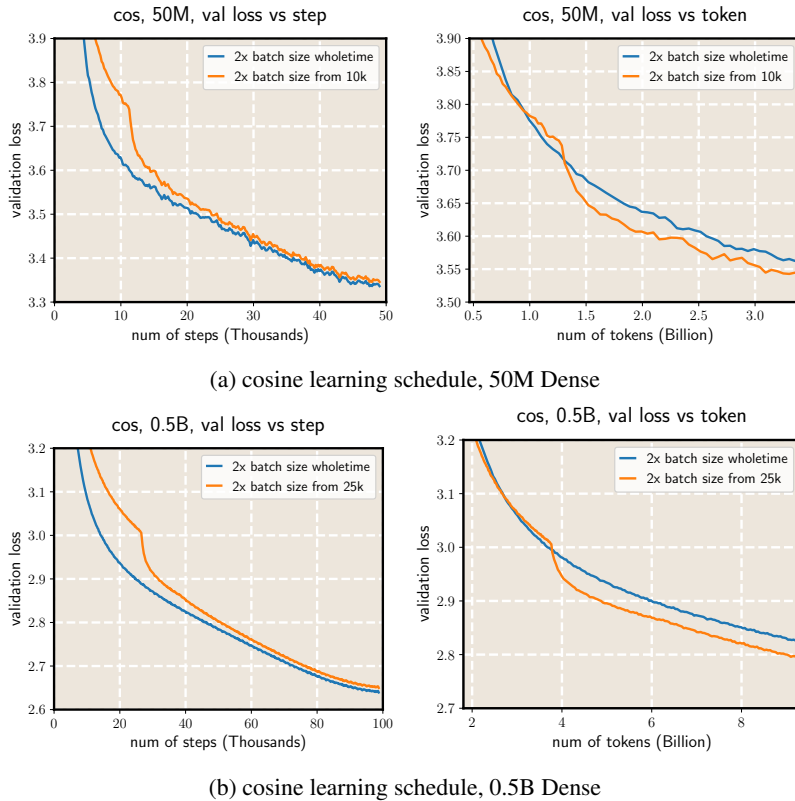 cos, 50M, val loss vs step
validation loss
3.9
3.8
3.7
3.6
3.5
3.4
3.3
2x batch size wholetime
2x batch size from 10k
0 10 20 30 40 50
num of steps (Thousands)
cos, 50M, val loss vs token
validation loss
3.90
3.85
3.80
3.75
3.70
3.65
3.60
3.55
3.50
2x batch size wholetime
2x batch size from 10k
0.5 1.0 1.5 2.0 2.5 3.0
num of tokens (Billion)
(a) cosine learning schedule, 50M Dense
cos, 0.5B, val loss vs step
validation loss
3.2
3.1
3.0
2.9
2.8
2.7
2.6
2x batch size wholetime
2x batch size from 25k
0 20 40 60 80 100
num of steps (Thousands)
cos, 0.5B, val loss vs token
validation loss
3.2
3.1
3.0
2.9
2.8
2.7
2x batch size wholetime
2x batch size from 25k
2 4 6 8
num of tokens (Billion)
(b) cosine learning schedule, 0.5B Dense